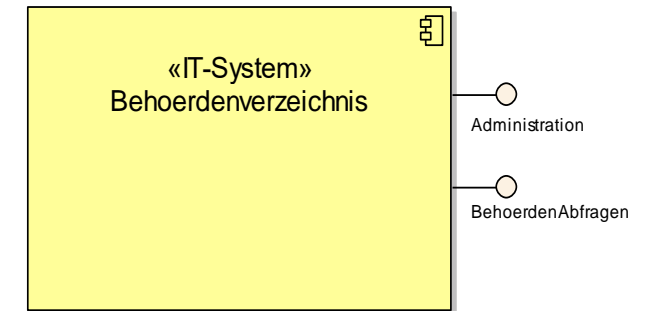 «IT-System»
Behoerdenverzeichnis
Administration
BehoerdenAbfragen